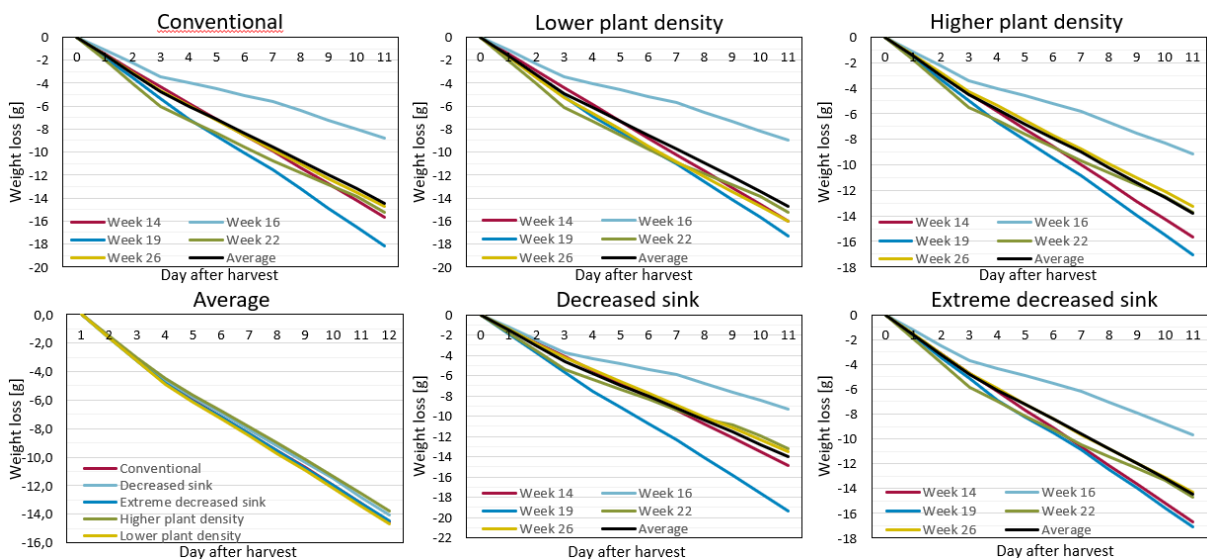 Conventional
0
-2
-4
-6
-8
-10
-12
-14
-16
-18
-20
0 1 2 3 4 5 6 7 8 9 10 11
Weight loss [g]
Week 14 Week 16
Week 19 Week 22
Week 26 Average
Day after harvest
Lower plant density
0
-2
-4
-6
-8
-10
-12
-14
-16
-18
-20
0 1 2 3 4 5 6 7 8 9 10 11
Weight loss [g]
Week 14 Week 16
Week 19 Week 22
Week 26 Average
Day after harvest
Higher plant density
0
-2
-4
-6
-8
-10
-12
-14
-16
-18
0 1 2 3 4 5 6 7 8 9 10 11
Weight loss [g]
Week 14 Week 16
Week 19 Week 22
Week 26 Average
Day after harvest
Average
0,0
-2,0
-4,0
-6,0
-8,0
-10,0
-12,0
-14,0
-16,0
1 2 3 4 5 6 7 8 9 10 11 12
Weight loss [g]
Conventional
Decreased sink
Extreme decreased sink
Higher plant density
Lower plant density
Day after harvest
Decreased sink
0
-2
-4
-6
-8
-10
-12
-14
-16
-18
-20
0 1 2 3 4 5 6 7 8 9 10 11
Weight loss [g]
Week 14 Week 16
Week 19 Week 22
Week 26 Average
Day after harvest
Extreme decreased sink
0
-2
-4
-6
-8
-10
-12
-14
-16
-18
0 1 2 3 4 5 6 7 8 9 10 11
Weight loss [g]
Week 14 Week 16
Week 19 Week 22
Week 26 Average
Day after harvest